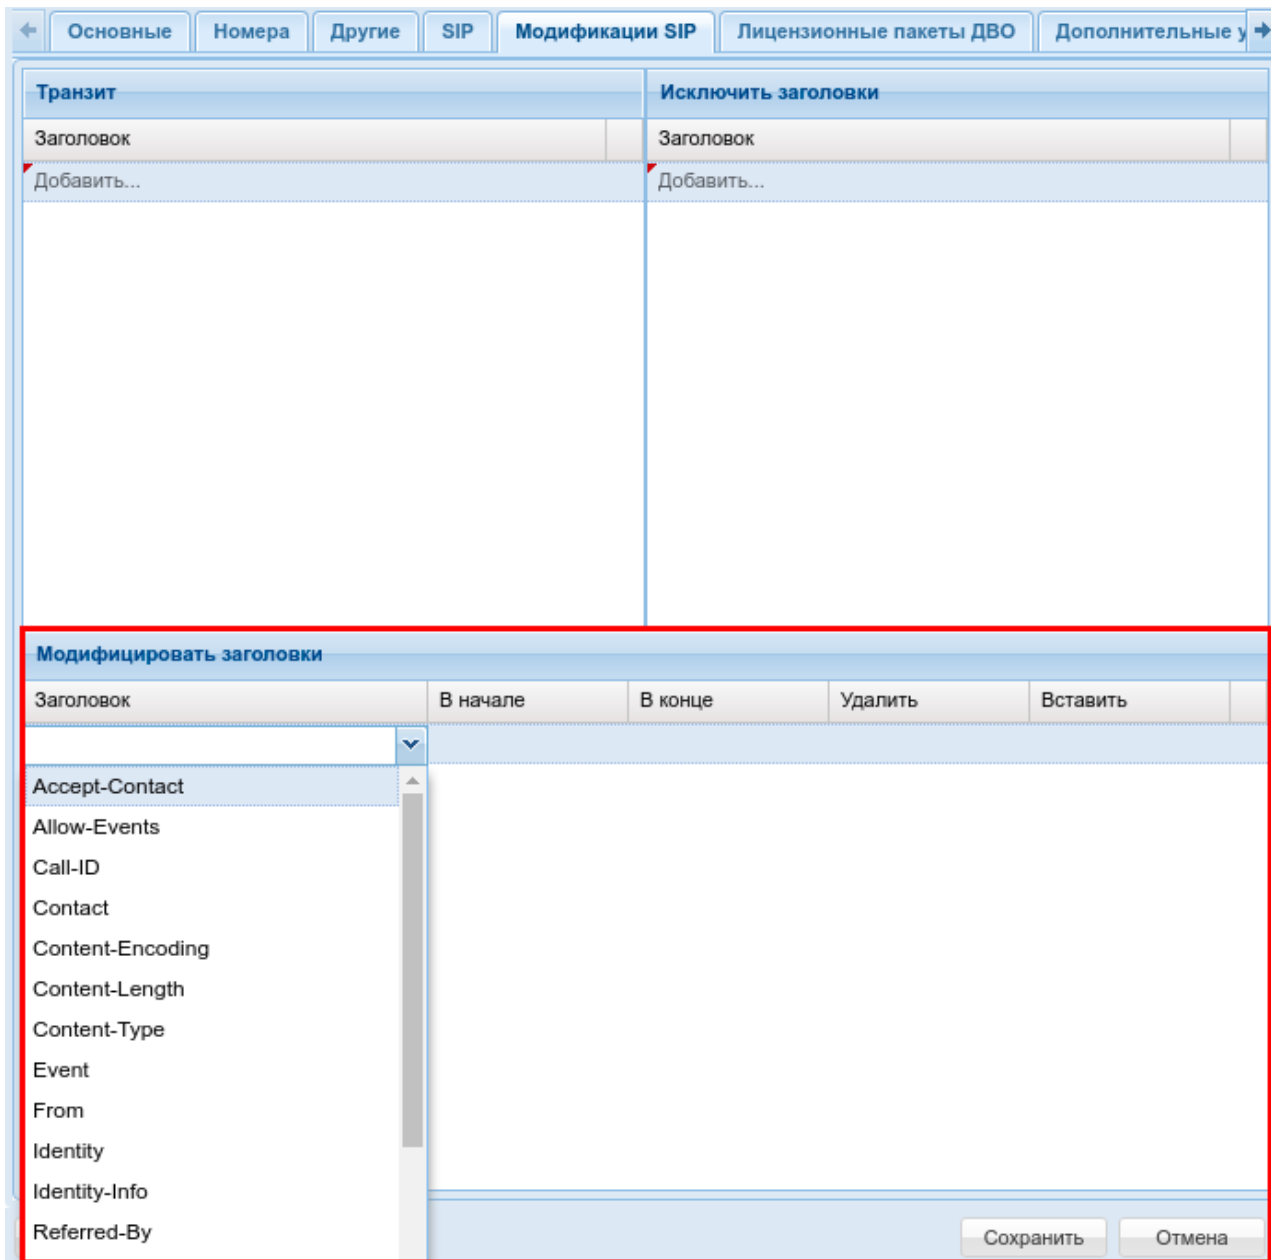 Основные Номера Другие SIP Модификации SIP Лицензионные пакеты ДВО Дополнительные у
Транзит Исключить заголовки
Заголовок Заголовок
Добавить... Добавить...
Модифицировать заголовки
Заголовок В начале В конце Удалить Вставить
Accept-Contact
Allow-Events
Call-ID
Contact
Content-Encoding
Content-Length
Content-Type
Event
From
Identity
Identity-Info
Referred-By
Сохранить Отмена